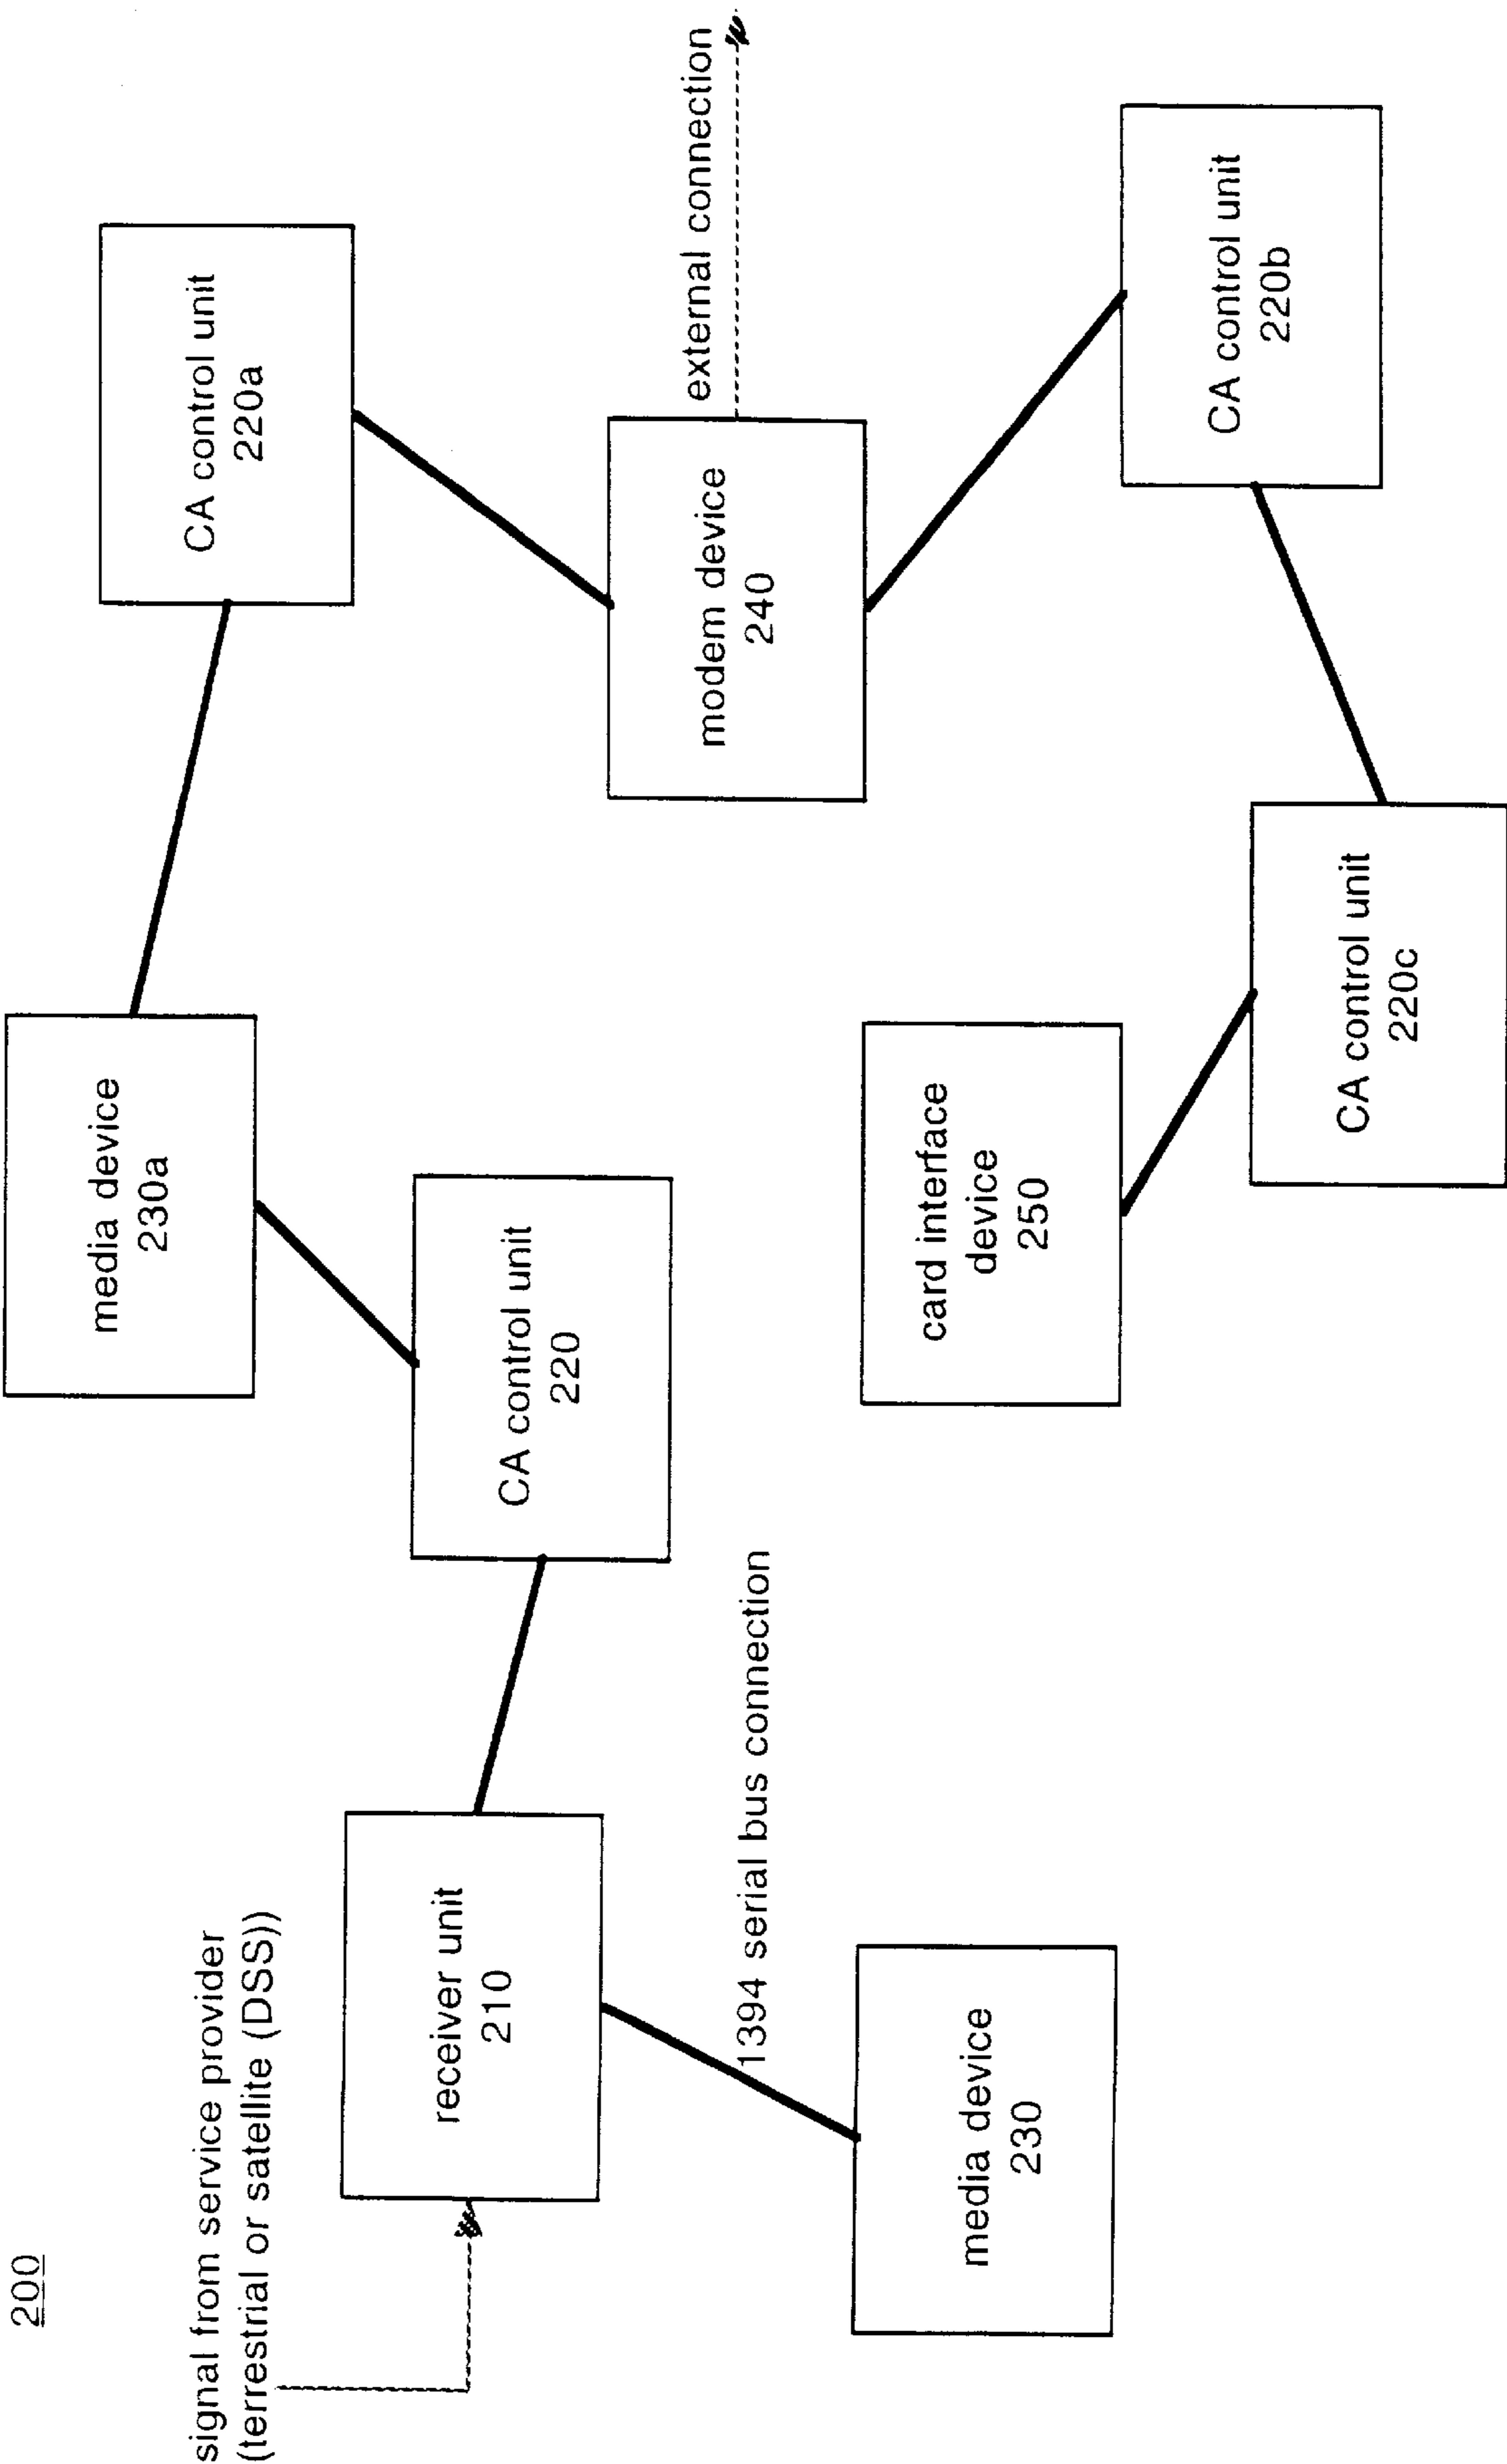 200
signal from service provider
(terrestrial or satellite (DSS))
receiver unit
210
media device
230
1394 serial bus connection
CA control unit
220
media device
230a
CA control unit
220a
modem device
240
external connection
CA control unit
220b
CA control unit
220c
card interface
device
250